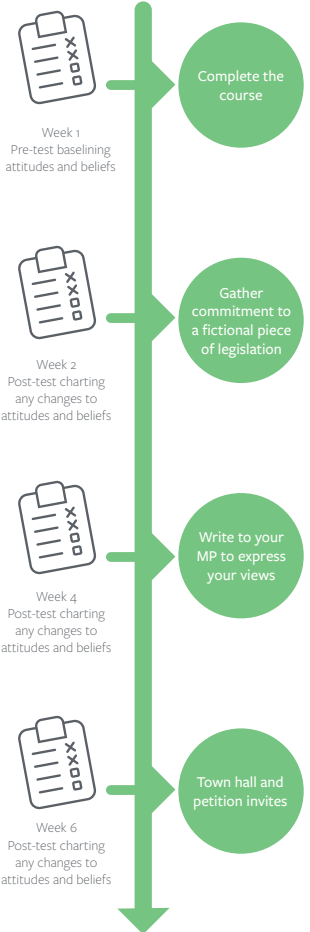 Complete the
course
Week 1
Pre-test baselining
attitudes and beliefs
Gather
commitment to
a fictional piece
of legislation
Week 2
Post-test charting
any changes to
attitudes and beliefs
Write to your
MP to express
your views
Week 4
Post-test charting
any changes to
attitudes and beliefs
Town hall and
petition invites
Week 6
Post-test charting
any changes to
attitudes and beliefs